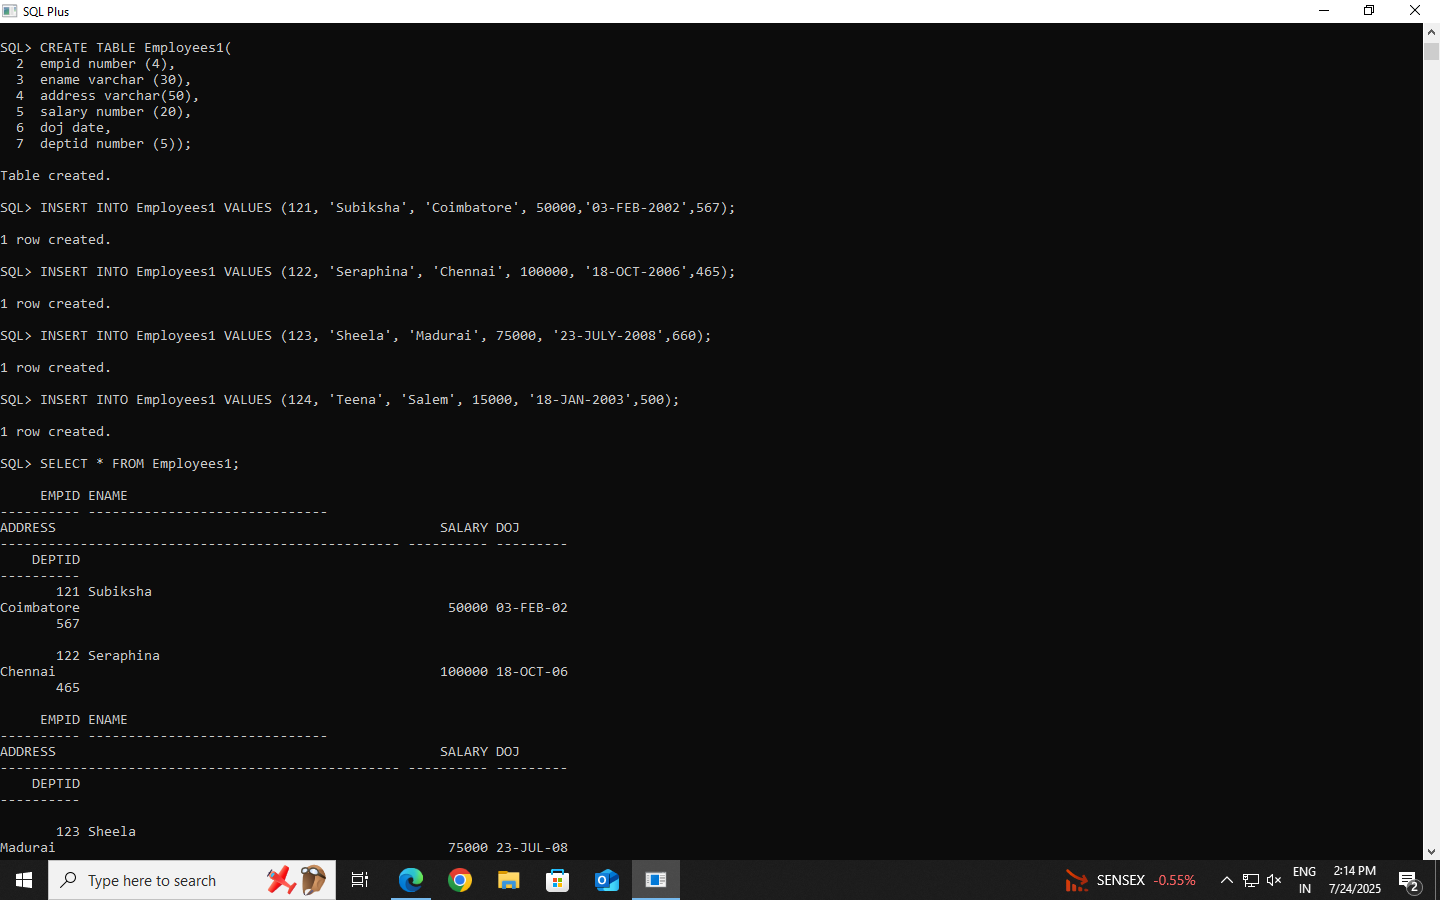 SQL Plus
SQL> CREATE TABLE Employees1(
  2  empid number (4),
  3  ename varchar (30),
  4  address varchar(50),
  5  salary number (20),
  6  doj date,
  7  deptid number (5));
Table created.
SQL> INSERT INTO Employees1 VALUES (121, 'Subiksha', 'Coimbatore', 50000,'03-FEB-2002',567);
1 row created.
SQL> INSERT INTO Employees1 VALUES (122, 'Seraphina', 'Chennai', 100000, '18-OCT-2006',465);
1 row created.
SQL> INSERT INTO Employees1 VALUES (123, 'Sheela', 'Madurai', 75000, '23-JULY-2008',660);
1 row created.
SQL> INSERT INTO Employees1 VALUES (124, 'Teena', 'Salem', 15000, '18-JAN-2003',500);
1 row created.
SQL> SELECT * FROM Employees1;
     EMPID ENAME
---------- ------------------------------
ADDRESS                                                SALARY DOJ
-------------------------------------------------- ---------- ---------
    DEPTID
----------
       121 Subiksha
Coimbatore                                              50000 03-FEB-02
       567
       122 Seraphina
Chennai                                                100000 18-OCT-06
       465
     EMPID ENAME
---------- ------------------------------
ADDRESS                                                SALARY DOJ
-------------------------------------------------- ---------- ---------
    DEPTID
----------
       123 Sheela
Madurai                                                 75000 23-JUL-08
Type here to search
SENSEX -0.55%
ENG
IN
2:14 PM
7/24/2025
2